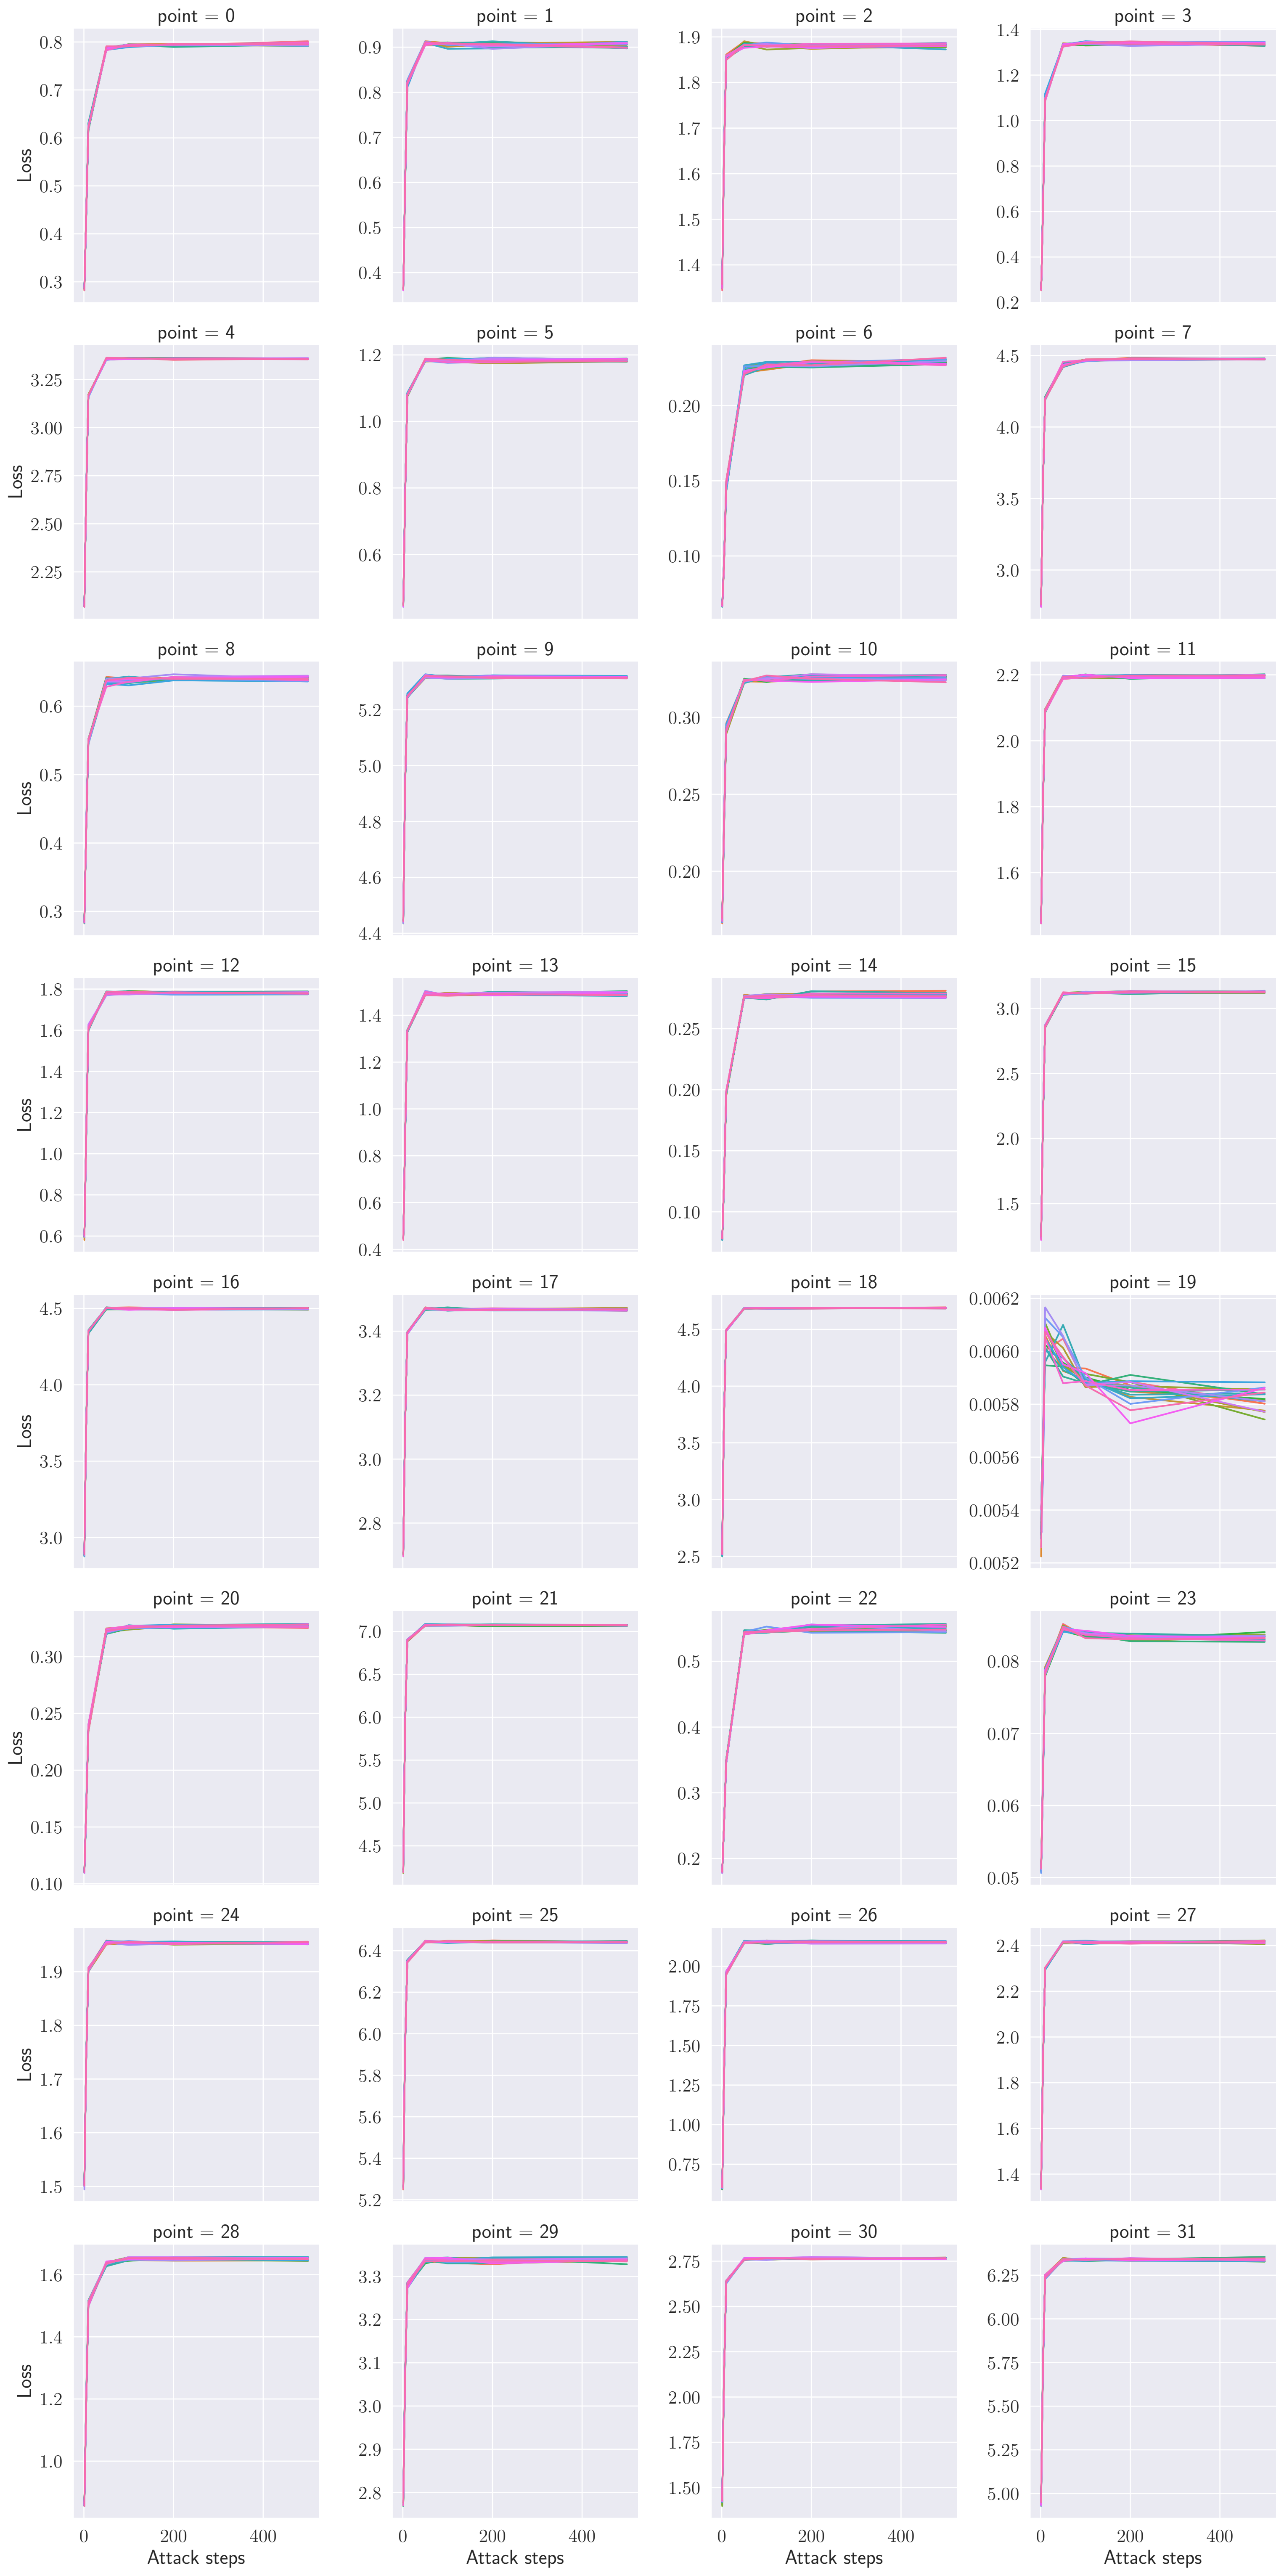 point = 0 point = 1 point = 2 point = 3
0.8 0.9 1.9 1.4
0.7 0.8 1.8 1.2
0.6 0.7 1.7 1.0
0.5 0.6 1.6 0.8
0.4 0.5 1.5 0.6
0.3 0.4 1.4 0.4
0.2
Loss
point = 4 point = 5 point = 6 point = 7
3.25 1.2 0.20 4.5
3.00 1.0 0.15 4.0
2.75 0.8 0.10 3.5
2.50 0.6 3.0
2.25
Loss
point = 8 point = 9 point = 10 point = 11
0.6 5.2 0.30 2.2
0.5 5.0 0.25 2.0
0.4 4.8 0.20 1.8
0.3 4.6 1.6
4.4
Loss
point = 12 point = 13 point = 14 point = 15
1.8 1.4 0.25 3.0
1.6 1.2 0.20 2.5
1.4 1.0 0.15 2.0
1.2 0.8 0.10 1.5
1.0 0.6
0.8 0.4
0.6
Loss
point = 16 point = 17 point = 18 point = 19
4.5 3.4 4.5 0.0062
4.0 3.2 4.0 0.0060
3.5 3.0 3.5 0.0058
3.0 2.8 3.0 0.0056
2.5 0.0054
0.0052
Loss
point = 20 point = 21 point = 22 point = 23
0.30 7.0 0.5 0.08
0.25 6.5 0.4 0.07
0.20 6.0 0.3 0.06
0.15 5.5 0.2 0.05
0.10 5.0
4.5
Loss
point = 24 point = 25 point = 26 point = 27
1.9 6.4 2.00 2.4
1.8 6.2 1.75 2.2
1.7 6.0 1.50 2.0
1.6 5.8 1.25 1.8
1.5 5.6 1.00 1.6
5.4 0.75 1.4
5.2
Loss
point = 28 point = 29 point = 30 point = 31
1.6 3.3 2.75 6.25
1.4 3.2 2.50 6.00
1.2 3.1 2.25 5.75
1.0 3.0 2.00 5.50
2.9 1.75 5.25
2.8 1.50 5.00
Loss
0 200 400 0 200 400 0 200 400 0 200 400
Attack steps Attack steps Attack steps Attack steps